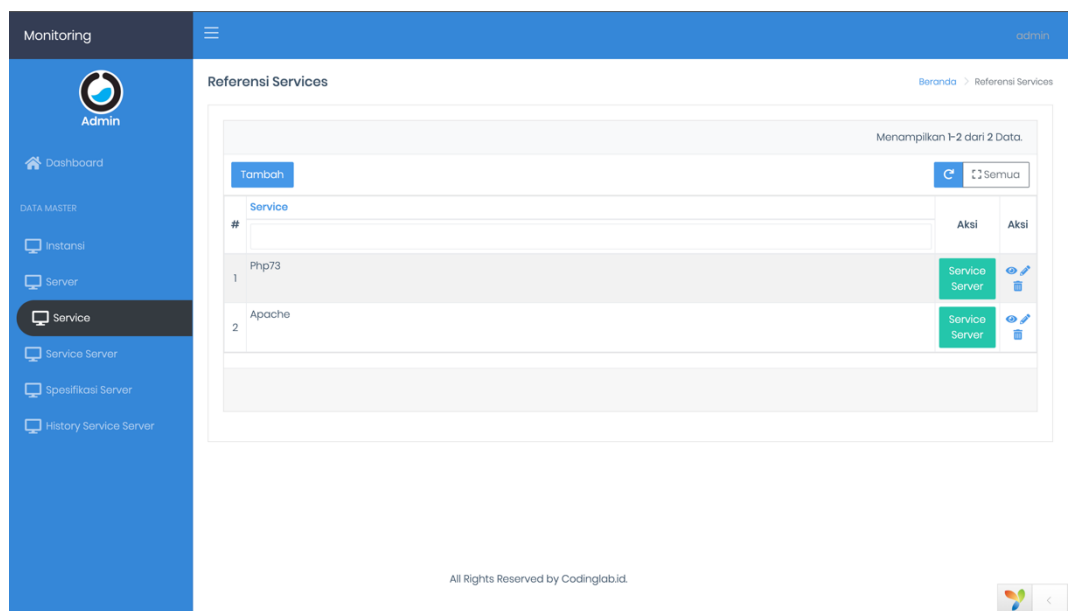 Monitoring
admin
Admin
Dashboard
DATA MASTER
Instansi
Server
Service
Service Server
Spesifikasi Server
History Service Server
Referensi Services
Beranda > Referensi Services
Menampilkan 1-2 dari 2 Data.
Tambah
Semua
# Service Aksi Aksi
1 Php73 Service Server
2 Apache Service Server
All Rights Reserved by Codinglab.id.